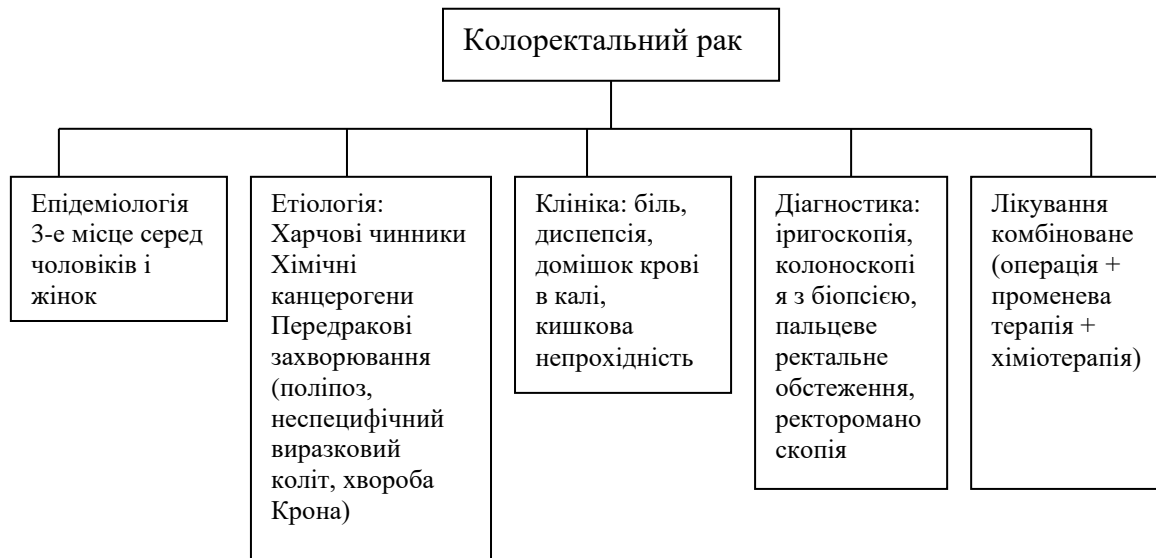 Колоректальний рак
Епідеміологія
3-е місце серед
чоловіків і
жінок
Етіологія:
Харчові чинники
Хімічні
канцерогени
Передракові
захворювання
(поліпоз,
неспецифічний
виразковий
коліт, хвороба
Крона)
Клініка: біль,
диспепсія,
домішок крові
в калі,
кишкова
непрохідність
Діагностика:
іригоскопія,
колоноскопі
я з біопсією,
пальцеве
ректальне
обстеження,
ректоромано
скопія
Лікування
комбіноване
(операція +
променева
терапія +
хіміотерапія)